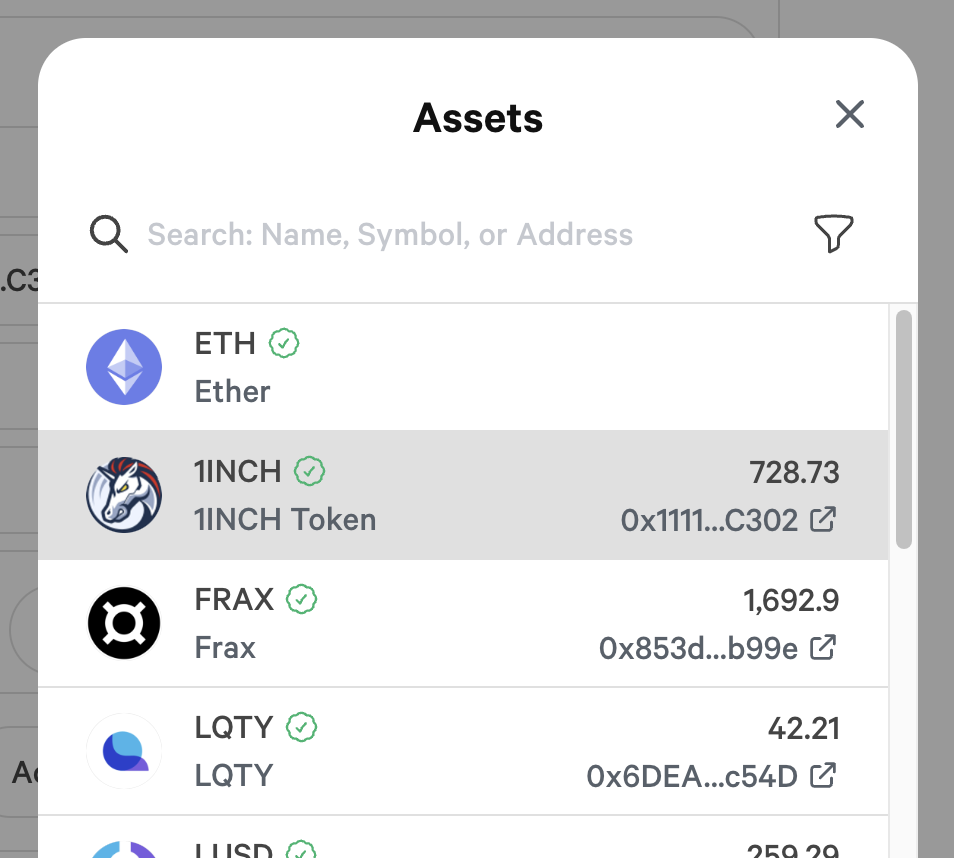 Assets
Search: Name, Symbol, or Address
.C3
ETH
Ether
1INCH 728.73
1INCH Token 0x1111...C302
FRAX 1,692.9
Frax 0x853d...b99e
LQTY 42.21
LQTY 0x6DEA...c54D
Ac
LUSD 259.29